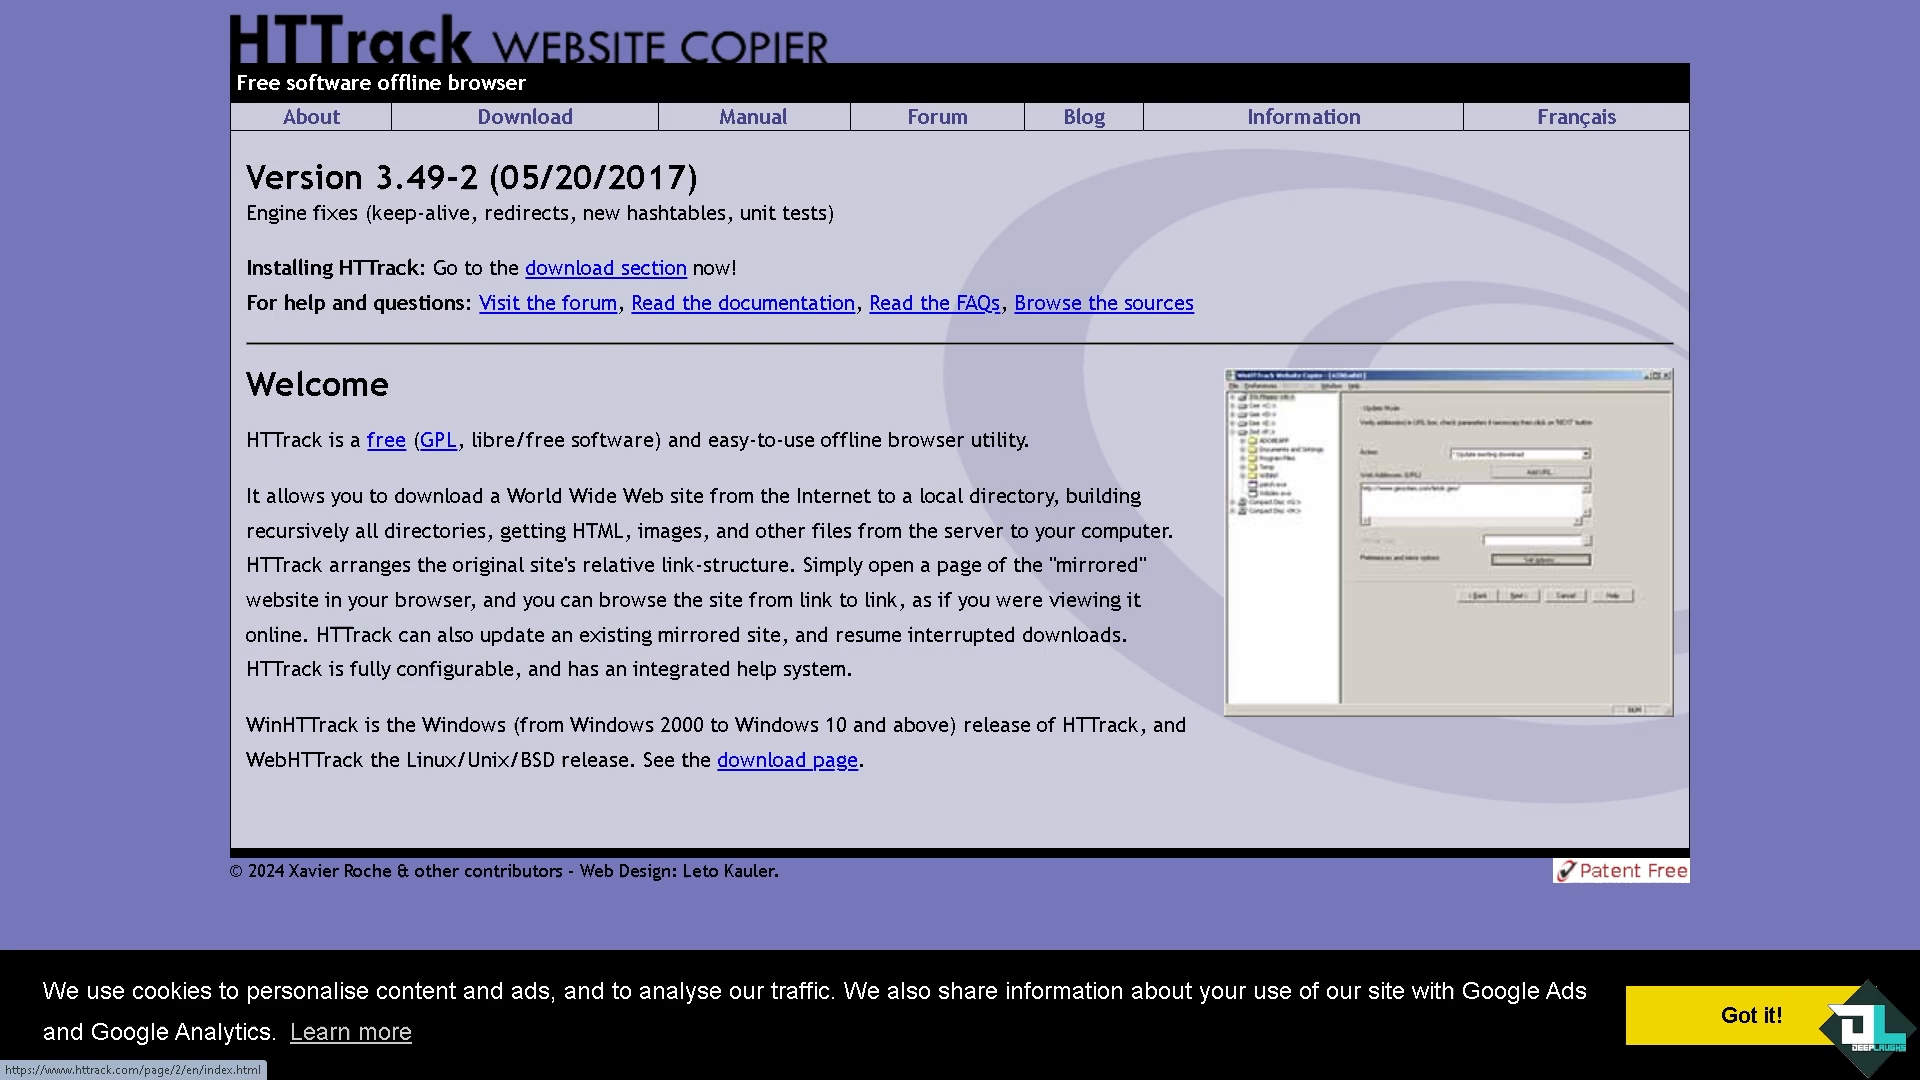 HTTrack WEBSITE COPIER
Free software offline browser
About Download Manual Forum Blog Information Français
Version 3.49-2 (05/20/2017)
Engine fixes (keep-alive, redirects, new hashtables, unit tests)
Installing HTTrack: Go to the download section now!
For help and questions: Visit the forum, Read the documentation, Read the FAQs, Browse the sources
Welcome
HTTrack is a free (GPL, libre/free software) and easy-to-use offline browser utility.
It allows you to download a World Wide Web site from the Internet to a local directory, building
recursively all directories, getting HTML, images, and other files from the server to your computer.
HTTrack arranges the original site's relative link-structure. Simply open a page of the "mirrored"
website in your browser, and you can browse the site from link to link, as if you were viewing it
online. HTTrack can also update an existing mirrored site, and resume interrupted downloads.
HTTrack is fully configurable, and has an integrated help system.
WinHTTrack is the Windows (from Windows 2000 to Windows 10 and above) release of HTTrack, and
WebHTTrack the Linux/Unix/BSD release. See the download page.
© 2024 Xavier Roche & other contributors - Web Design: Leto Kauler.
Patent Free
We use cookies to personalise content and ads, and to analyse our traffic. We also share information about your use of our site with Google Ads
and Google Analytics. Learn more
Got it!
DEEPLAUGHS
https://www.httrack.com/page/2/en/index.html